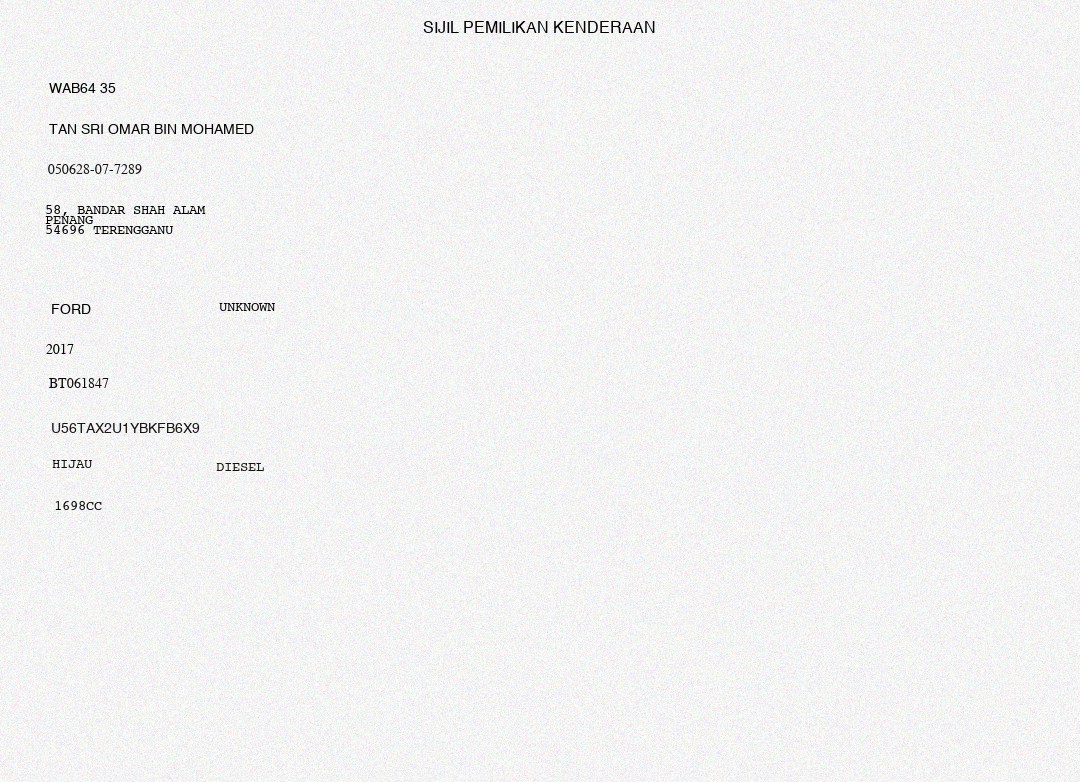 SIJIL PEMILIKAN KENDERAAN
WAB64 35
TAN SRI OMAR BIN MOHAMED
050628-07-7289
58, BANDAR SHAH ALAM
PENANG
54696 TERENGGANU
FORD UNKNOWN
2017
BT061847
U56TAX2U1YBKFB6X9
HIJAU DIESEL
1698CC